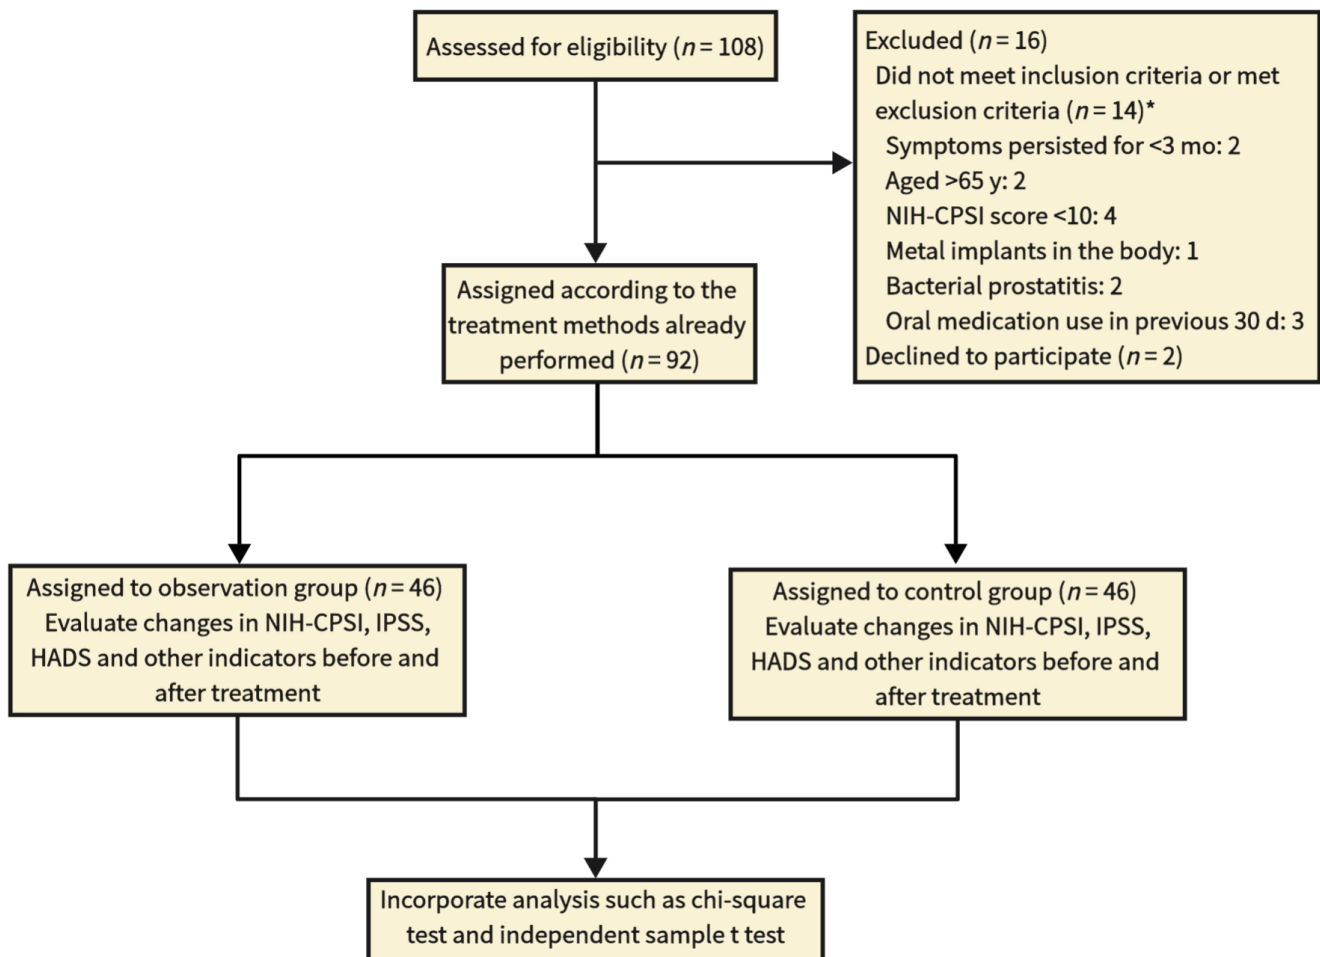 Assessed for eligibility (n = 108)
Excluded (n = 16)
Did not meet inclusion criteria or met
exclusion criteria (n = 14)*
Symptoms persisted for <3 mo: 2
Aged >65 y: 2
NIH-CPSI score <10: 4
Metal implants in the body: 1
Bacterial prostatitis: 2
Oral medication use in previous 30 d: 3
Declined to participate (n = 2)
Assigned according to the
treatment methods already
performed (n = 92)
Assigned to observation group (n = 46)
Evaluate changes in NIH-CPSI, IPSS,
HADS and other indicators before and
after treatment
Assigned to control group (n = 46)
Evaluate changes in NIH-CPSI, IPSS,
HADS and other indicators before and
after treatment
Incorporate analysis such as chi-square
test and independent sample t test